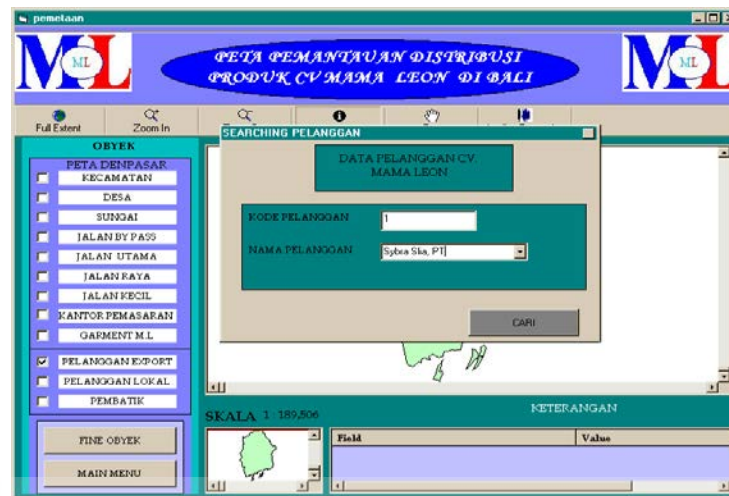 pemetaan
ML
PETA PEMANTAUAN DISTRIBUSI
PRODUK CV MAMA LEON DI BALI
ML
Full Extent
Zoom In
OBYEK
PETA DENPASAR
KECAMATAN
DESA
SUNGAI
JALAN BY PASS
JALAN UTAMA
JALAN RAYA
JALAN KECIL
KANTOR PEMASARAN
GARMENT M.L
PELANGGAN EXPORT
PELANGGAN LOKAL
PEMBATIK
FINE OBYEK
MAIN MENU
SEARCHING PELANGGAN
DATA PELANGGAN CV.
MAMA LEON
KODE PELANGGAN
1
NAMA PELANGGAN
Sybra Slia, PT
CARI
SKALA 1 : 189,506
KETERANGAN
Field
Value